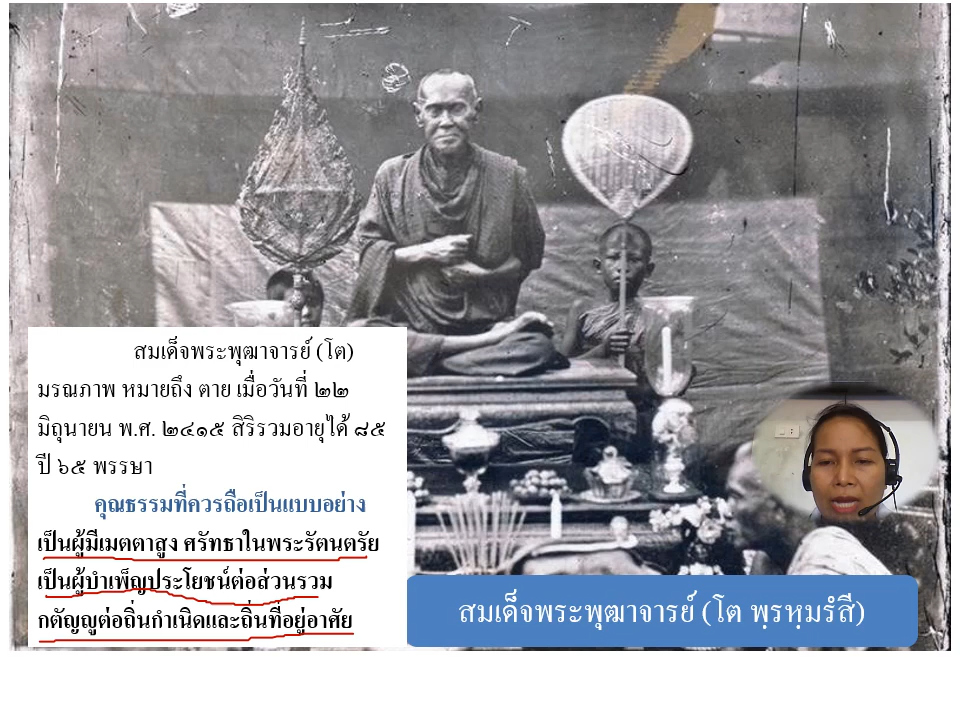 สมเด็จพระพุฒาจารย์ (โต)
มรณภาพ หมายถึง ตาย เมื่อวันที่ ๒๒
มิถุนายน พ.ศ. ๒๔๑๕ สิริรวมอายุได้ ๘๕
ปี ๖๕ พรรษา
คุณธรรมที่ควรถือเป็นแบบอย่าง
เป็นผู้มีเมตตาสูง ศรัทธาในพระรัตนตรัย
เป็นผู้บำเพ็ญประโยชน์ต่อส่วนรวม
กตัญญูต่อถิ่นกำเนิดและถิ่นที่อยู่อาศัย
สมเด็จพระพุฒาจารย์ (โต พฺรหฺมรํสี)